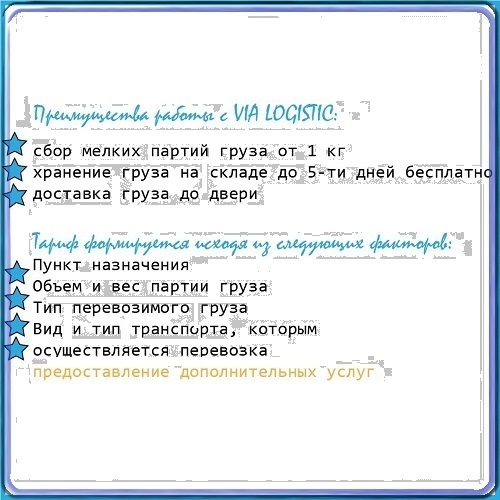 Преимущества работы с VIA LOGISTIC:
сбор мелких партий груза от 1 кг
хранение груза на складе до 5-ти дней бесплатно
доставка груза до двери
Тариф формируется исходя из следующих факторов:
Пункт назначения
Объем и вес партии груза
Тип перевозимого груза
Вид и тип транспорта, которым
осуществляется перевозка
предоставление дополнительных услуг